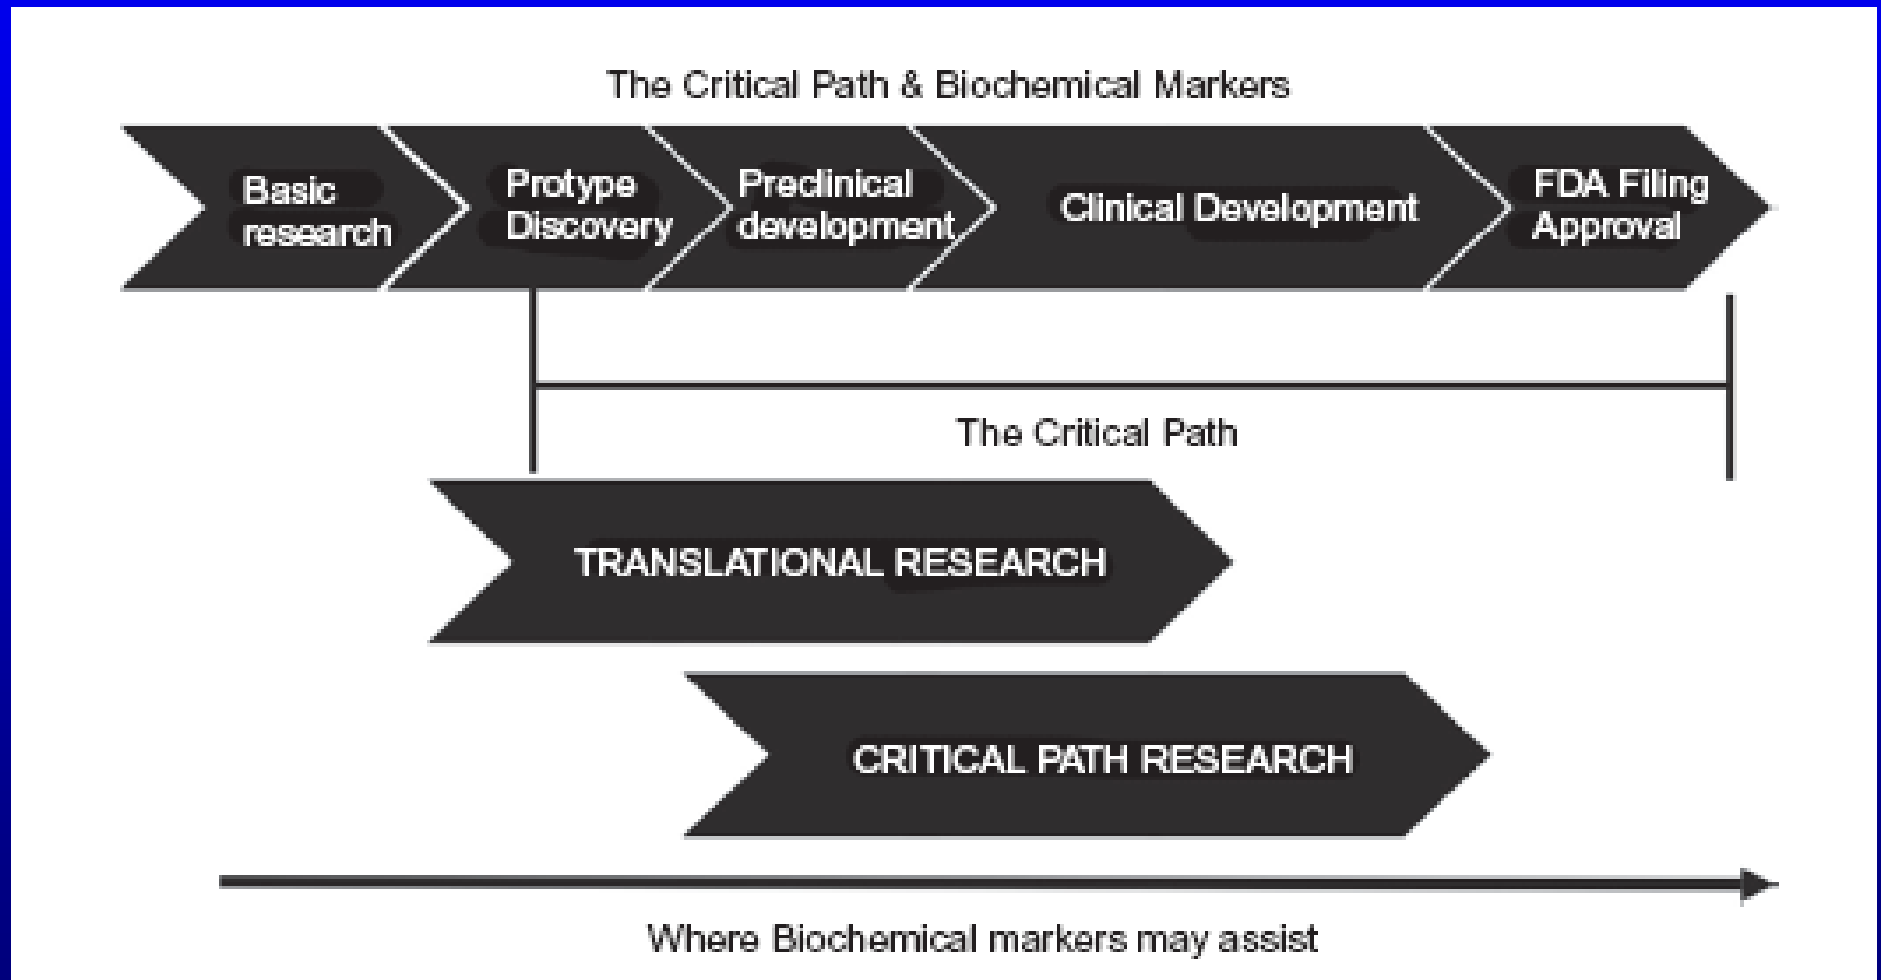 The Critical Path & Biochemical Markers
Basic
research
Protype
Discovery
Preclinical
development
Clinical Development
FDA Filing
Approval
The Critical Path
TRANSLATIONAL RESEARCH
CRITICAL PATH RESEARCH
Where Biochemical markers may assist